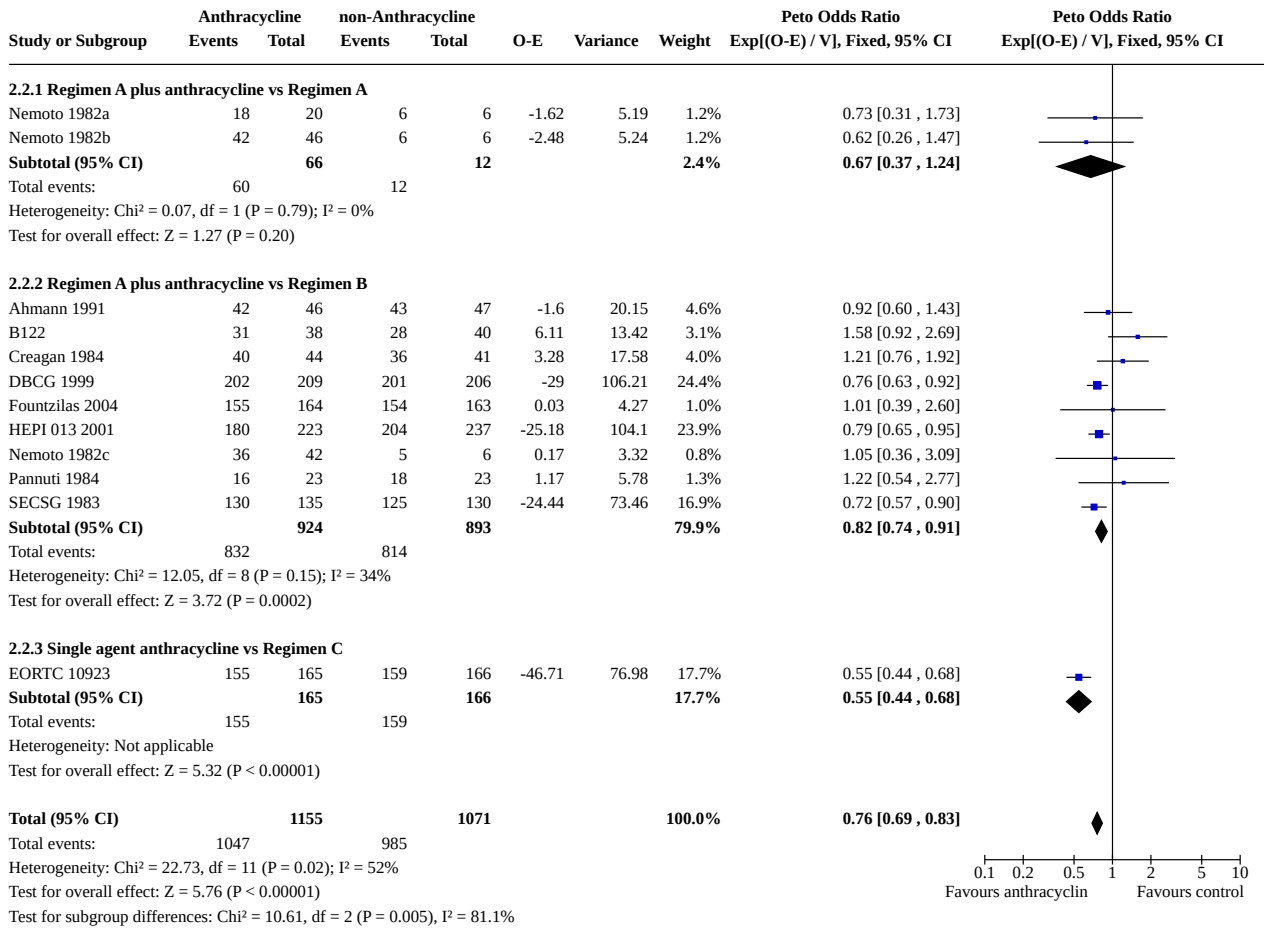 Anthracycline non-Anthracycline Peto Odds Ratio Peto Odds Ratio
Study or Subgroup Events Total Events Total O-E Variance Weight Exp[(O-E) / V], Fixed, 95% CI Exp[(O-E) / V], Fixed, 95% CI
2.2.1 Regimen A plus anthracycline vs Regimen A
Nemoto 1982a 18 20 6 6 -1.62 5.19 1.2% 0.73 [0.31 , 1.73]
Nemoto 1982b 42 46 6 6 -2.48 5.24 1.2% 0.62 [0.26 , 1.47]
Subtotal (95% CI) 66 12 2.4% 0.67 [0.37 , 1.24]
Total events: 60 12
Heterogeneity: Chi² = 0.07, df = 1 (P = 0.79); I² = 0%
Test for overall effect: Z = 1.27 (P = 0.20)
2.2.2 Regimen A plus anthracycline vs Regimen B
Ahmann 1991 42 46 43 47 -1.6 20.15 4.6% 0.92 [0.60 , 1.43]
B122 31 38 28 40 6.11 13.42 3.1% 1.58 [0.92 , 2.69]
Creagan 1984 40 44 36 41 3.28 17.58 4.0% 1.21 [0.76 , 1.92]
DBCG 1999 202 209 201 206 -29 106.21 24.4% 0.76 [0.63 , 0.92]
Fountzilas 2004 155 164 154 163 0.03 4.27 1.0% 1.01 [0.39 , 2.60]
HEPI 013 2001 180 223 204 237 -25.18 104.1 23.9% 0.79 [0.65 , 0.95]
Nemoto 1982c 36 42 5 6 0.17 3.32 0.8% 1.05 [0.36 , 3.09]
Pannuti 1984 16 23 18 23 1.17 5.78 1.3% 1.22 [0.54 , 2.77]
SECSG 1983 130 135 125 130 -24.44 73.46 16.9% 0.72 [0.57 , 0.90]
Subtotal (95% CI) 924 893 79.9% 0.82 [0.74 , 0.91]
Total events: 832 814
Heterogeneity: Chi² = 12.05, df = 8 (P = 0.15); I² = 34%
Test for overall effect: Z = 3.72 (P = 0.0002)
2.2.3 Single agent anthracycline vs Regimen C
EORTC 10923 155 165 159 166 -46.71 76.98 17.7% 0.55 [0.44 , 0.68]
Subtotal (95% CI) 165 166 17.7% 0.55 [0.44 , 0.68]
Total events: 155 159
Heterogeneity: Not applicable
Test for overall effect: Z = 5.32 (P < 0.00001)
Total (95% CI) 1155 1071 100.0% 0.76 [0.69 , 0.83]
Total events: 1047 985
Heterogeneity: Chi² = 22.73, df = 11 (P = 0.02); I² = 52%
0.1 0.2 0.5 1 2 5 10
Test for overall effect: Z = 5.76 (P < 0.00001)
Favours anthracyclin Favours control
Test for subgroup differences: Chi² = 10.61, df = 2 (P = 0.005), I² = 81.1%